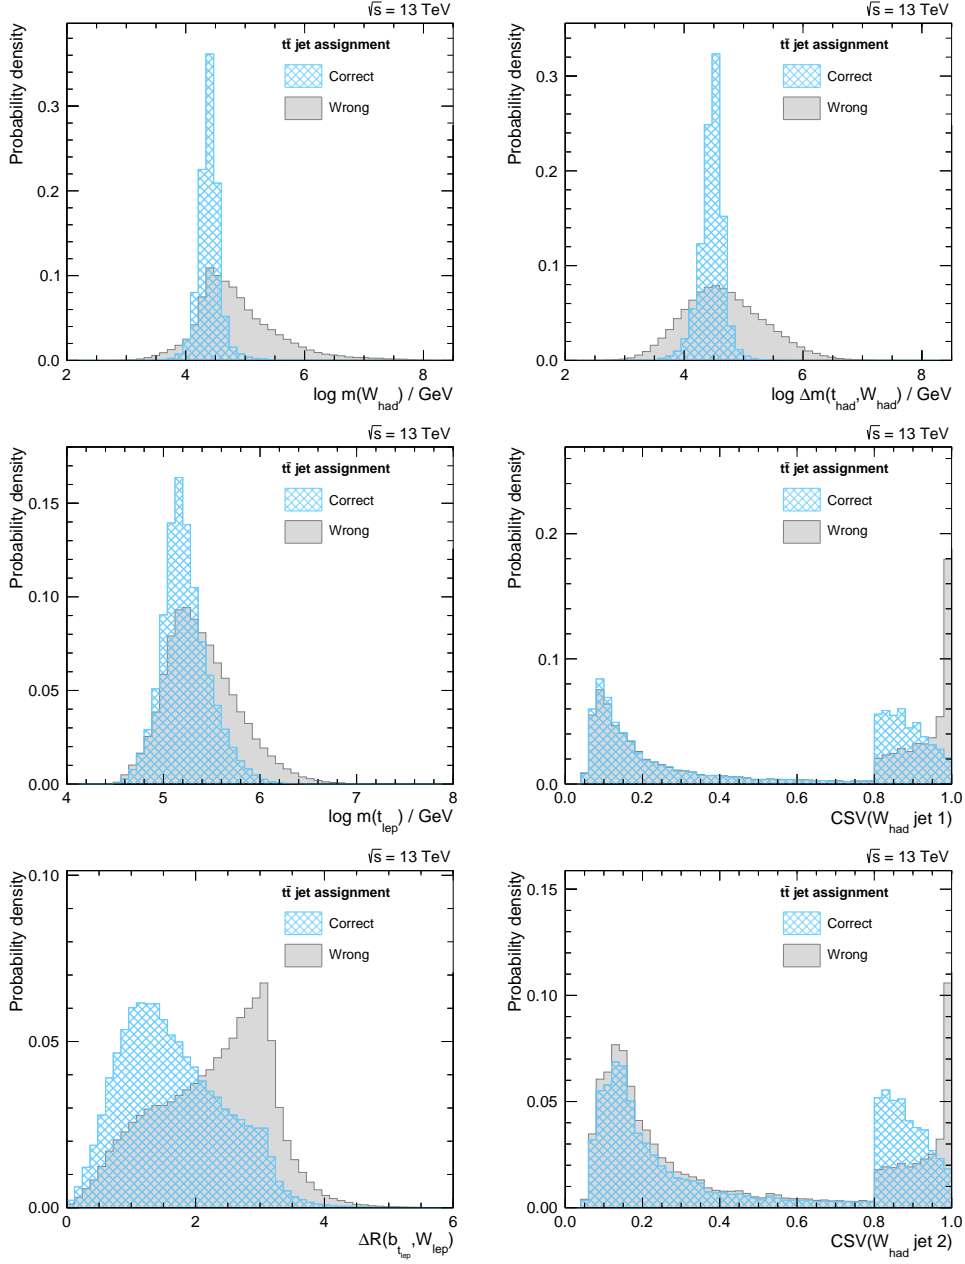 √s = 13 TeV
Probability density
tt̄ jet assignment
Correct
Wrong
0.3
0.2
0.1
0.0
2 4 6 8
log m(W_had) / GeV
√s = 13 TeV
Probability density
tt̄ jet assignment
Correct
Wrong
0.3
0.2
0.1
0.0
2 4 6 8
log Δm(t_had,W_had) / GeV
√s = 13 TeV
Probability density
tt̄ jet assignment
Correct
Wrong
0.15
0.10
0.05
0.00
4 5 6 7 8
log m(t_lep) / GeV
√s = 13 TeV
Probability density
tt̄ jet assignment
Correct
Wrong
0.2
0.1
0.0
0.0 0.2 0.4 0.6 0.8 1.0
CSV(W_had jet 1)
√s = 13 TeV
Probability density
tt̄ jet assignment
Correct
Wrong
0.10
0.05
0.00
0 2 4 6
ΔR(b_t_lep,W_lep)
√s = 13 TeV
Probability density
tt̄ jet assignment
Correct
Wrong
0.15
0.10
0.05
0.00
0.0 0.2 0.4 0.6 0.8 1.0
CSV(W_had jet 2)